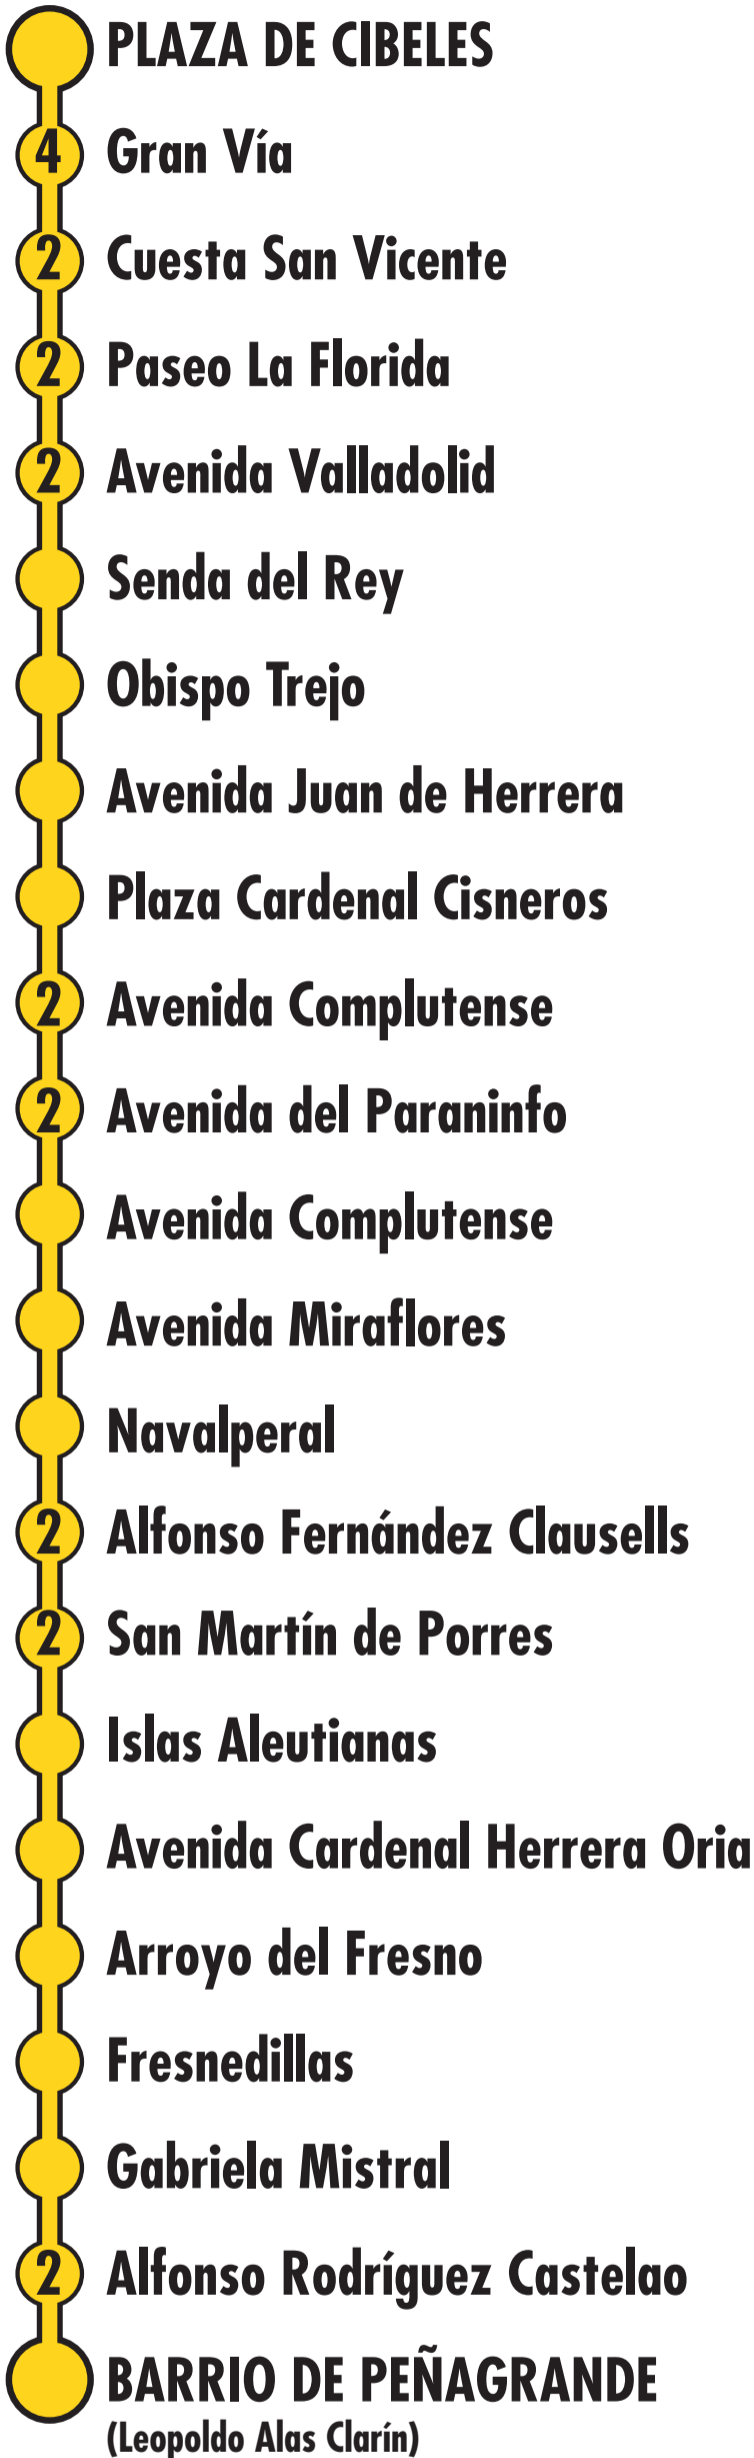 PLAZA DE CIBELES
4 Gran Vía
2 Cuesta San Vicente
2 Paseo La Florida
2 Avenida Valladolid
Senda del Rey
Obispo Trejo
Avenida Juan de Herrera
Plaza Cardenal Cisneros
2 Avenida Complutense
2 Avenida del Paraninfo
Avenida Complutense
Avenida Miraflores
Navalperal
2 Alfonso Fernández Clausells
2 San Martín de Porres
Islas Aleutianas
Avenida Cardenal Herrera Oria
Arroyo del Fresno
Fresnedillas
Gabriela Mistral
2 Alfonso Rodríguez Castelao
BARRIO DE PEÑAGRANDE
(Leopoldo Alas Clarín)